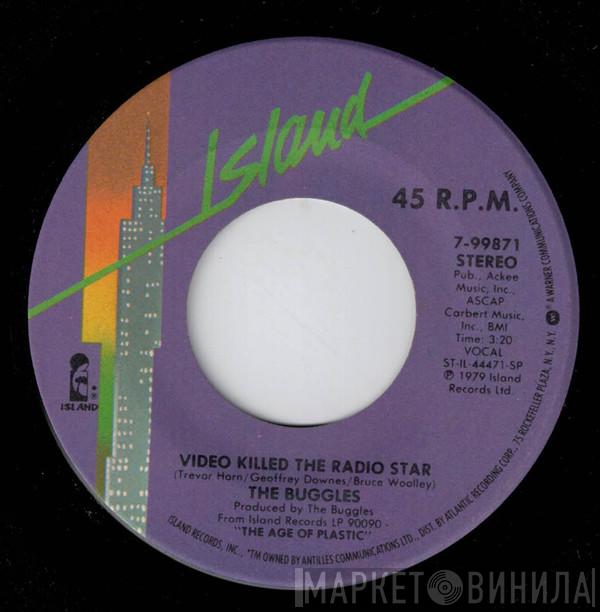 Island
45 R.P.M.
7-99871
STEREO
Pub., Ackee
Music, Inc.,
ASCAP
Carbert Music,
Inc., BMI
Time: 3:20
VOCAL
ST-IL-44471-SP
Ⓟ 1979 Island
Records Ltd.
ISLAND
VIDEO KILLED THE RADIO STAR
(Trevor Horn/Geoffrey Downes/Bruce Woolley)
THE BUGGLES
Produced by The Buggles
From Island Records LP 90090 -
"THE AGE OF PLASTIC"
ISLAND RECORDS, INC., *TM OWNED BY ANTILLES COMMUNICATIONS LTD., DIST. BY ATLANTIC RECORDING CORP., 75 ROCKEFELLER PLAZA, N.Y., N.Y. A WARNER COMMUNICATIONS COMPANY
МАРКЕТ ВИНИЛА